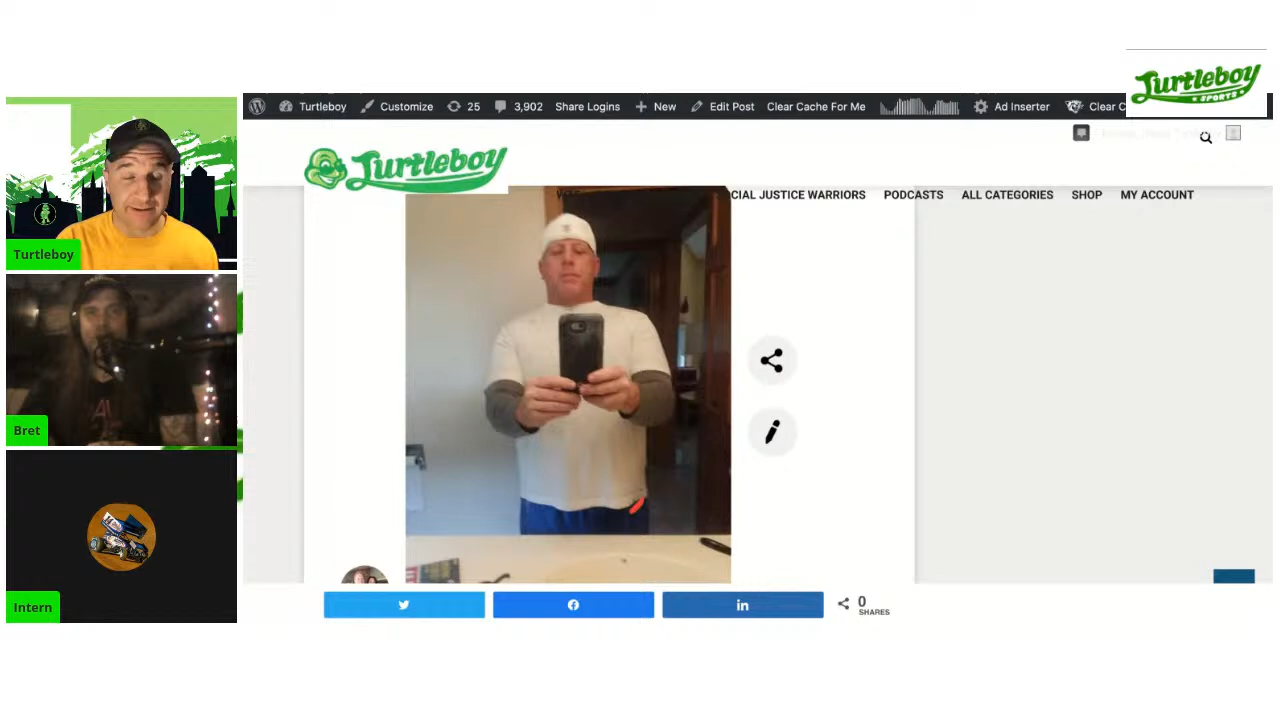 Turtleboy
SPORTS
Turtleboy Customize 25 3,902 Share Logins New Edit Post Clear Cache For Me Ad Inserter Clear C
Turtleboy
CIAL JUSTICE WARRIORS PODCASTS ALL CATEGORIES SHOP MY ACCOUNT
Turtleboy
Bret
Intern
0
SHARES